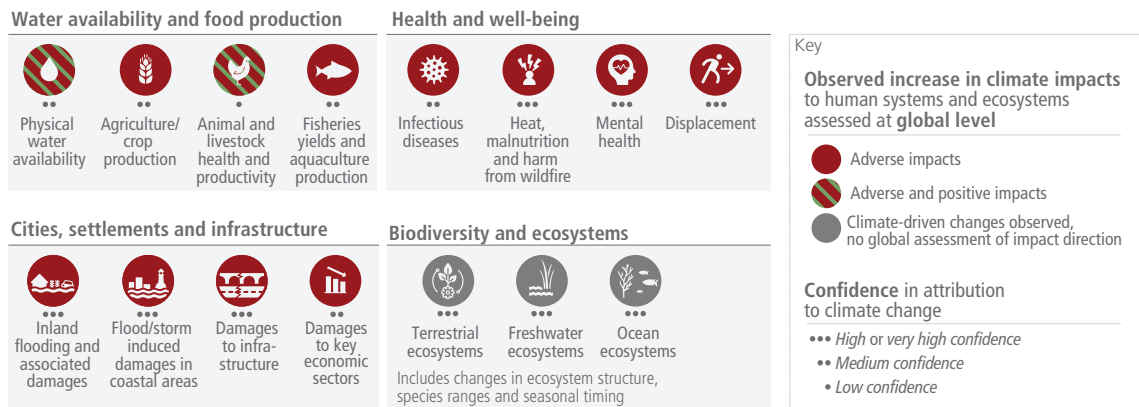 Water availability and food production
Physical
water
availability
Agriculture/
crop
production
Animal and
livestock
health and
productivity
Fisheries
yields and
aquaculture
production
Health and well-being
Infectious
diseases
Heat,
malnutrition
and harm
from wildfire
Mental
health
Displacement
Cities, settlements and infrastructure
Inland
flooding and
associated
damages
Flood/storm
induced
damages in
coastal areas
Damages
to infra-
structure
Damages
to key
economic
sectors
Biodiversity and ecosystems
Terrestrial
ecosystems
Freshwater
ecosystems
Ocean
ecosystems
Includes changes in ecosystem structure,
species ranges and seasonal timing
Key
Observed increase in climate impacts
to human systems and ecosystems
assessed at global level
Adverse impacts
Adverse and positive impacts
Climate-driven changes observed,
no global assessment of impact direction
Confidence in attribution
to climate change
••• High or very high confidence
•• Medium confidence
• Low confidence